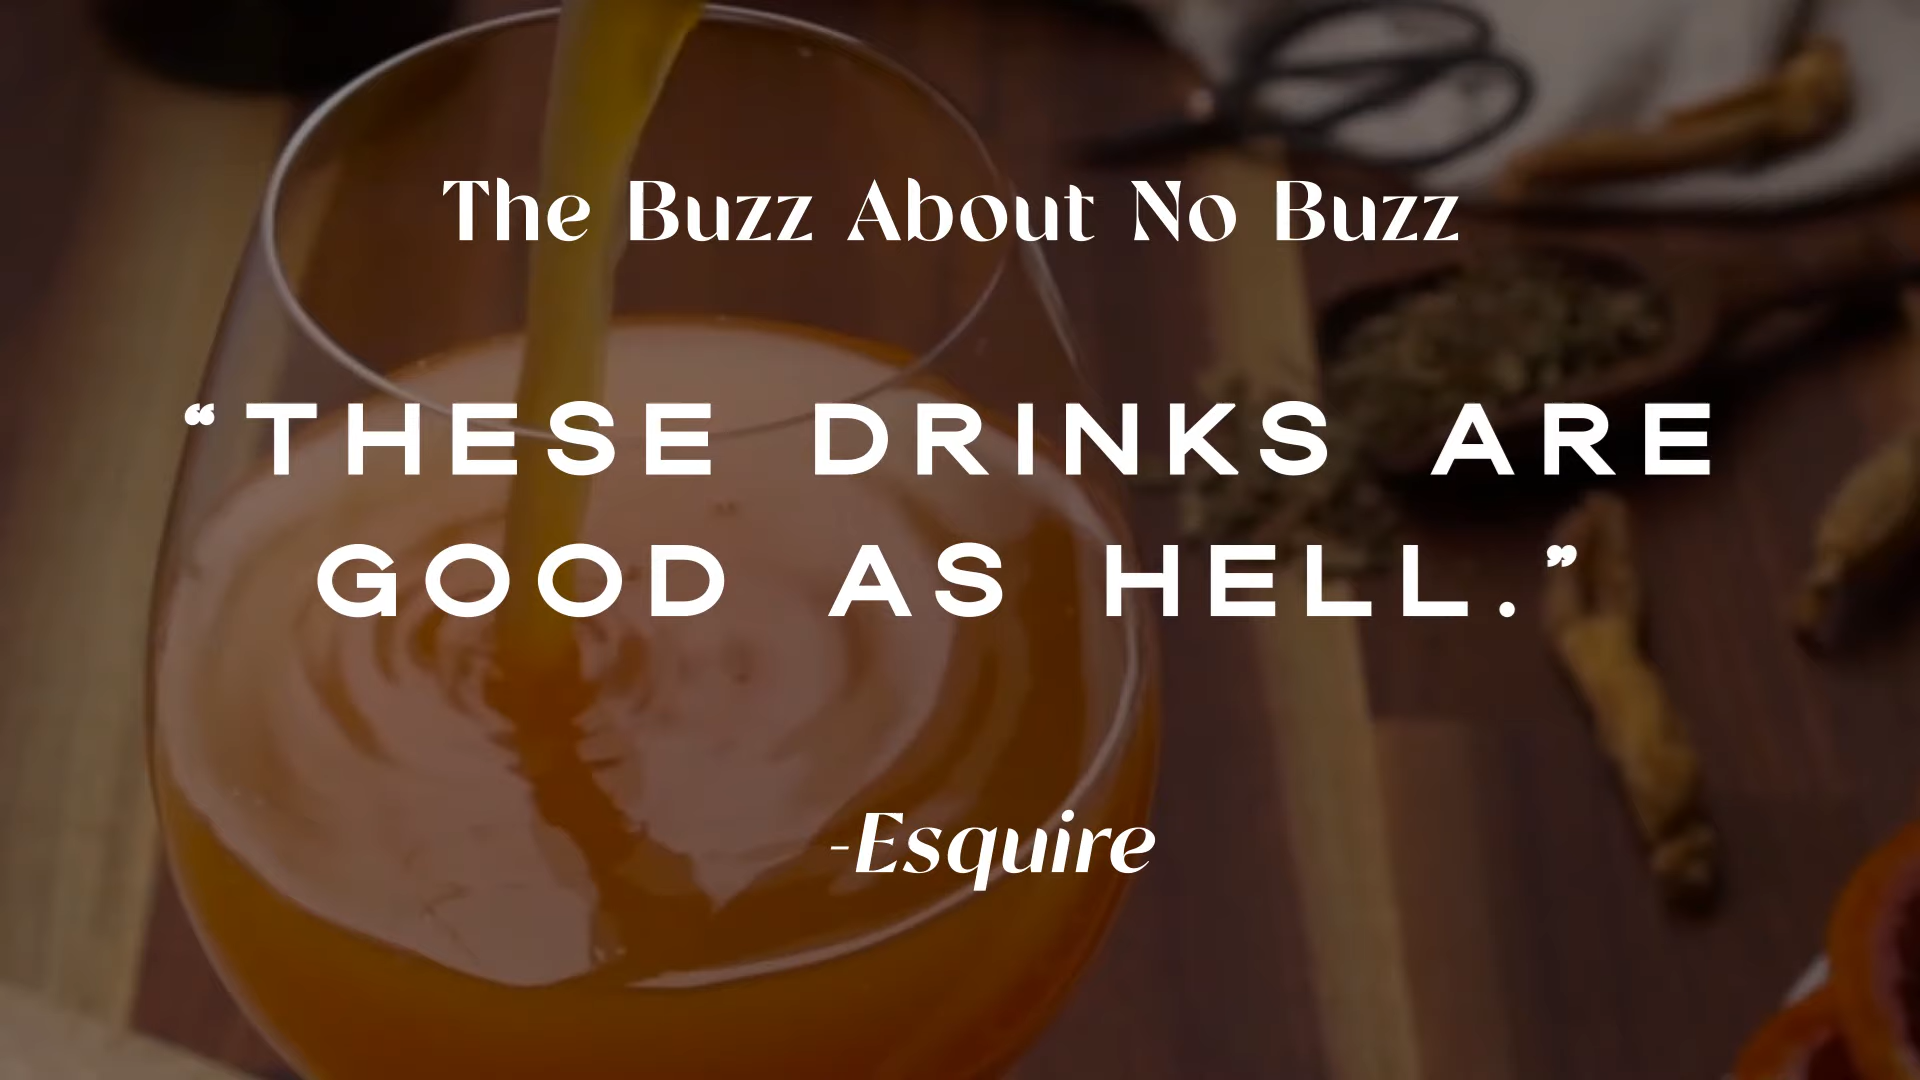 The Buzz About No Buzz
“THESE DRINKS ARE
GOOD AS HELL.”
-Esquire